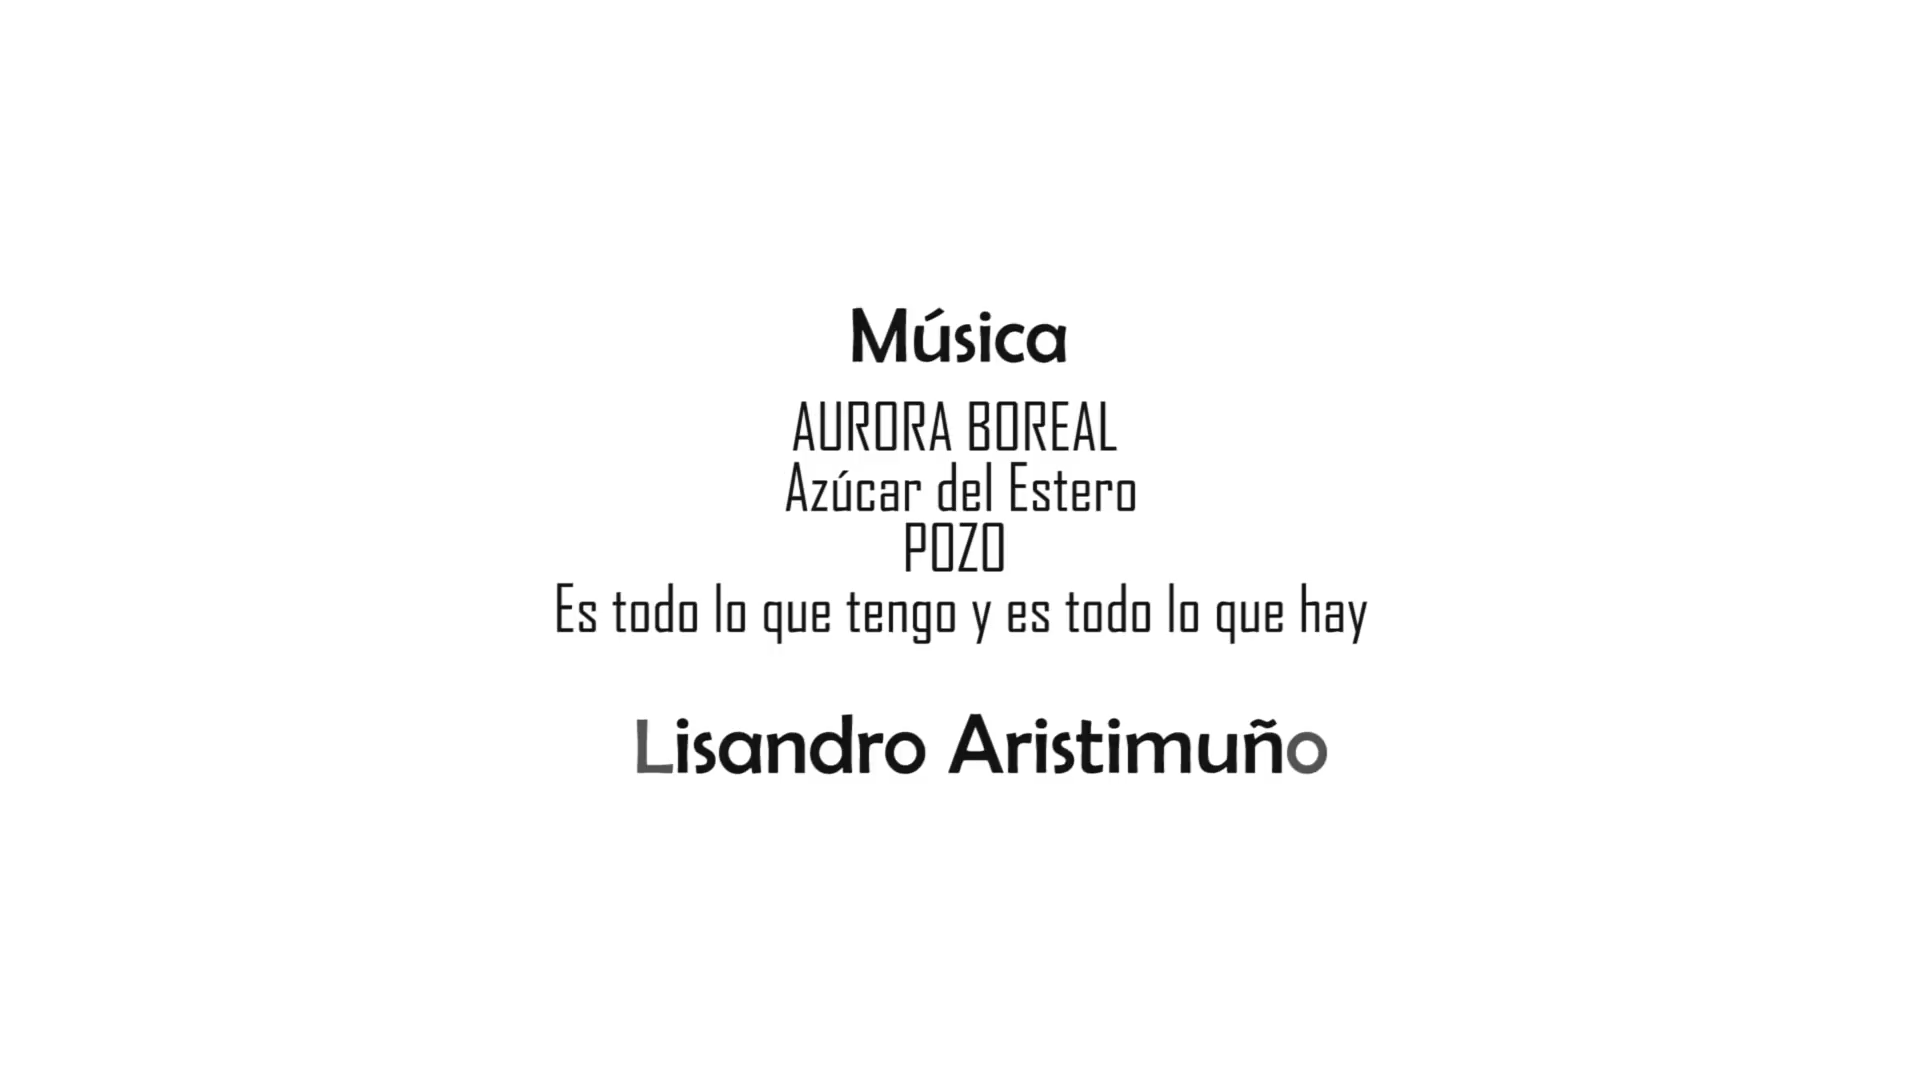 Música
AURORA BOREAL
Azúcar del Estero
POZO
Es todo lo que tengo y es todo lo que hay
Lisandro Aristimuño